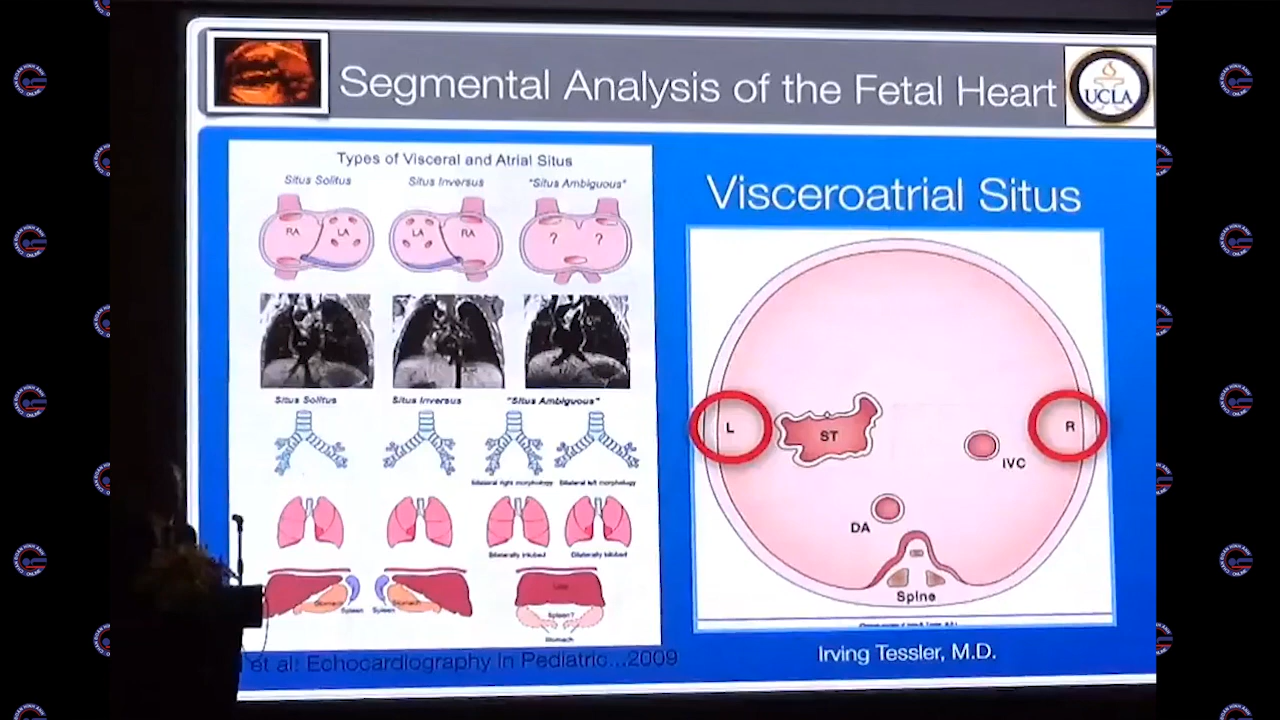 Segmental Analysis of the Fetal Heart
UCLA
Types of Visceral and Atrial Situs
Situs Solitus
Situs Inversus
"Situs Ambiguous"
RA
LA
LA
RA
?
?
Situs Solitus
Situs Inversus
"Situs Ambiguous"
Bilateral right morphology
Bilateral left morphology
Bilaterally trilobed
Bilaterally bilobed
Stomach
Spleen
Spleen
Stomach
Liver
Spleen?
Stomach
et al: Echocardiography in Pediatric...2009
Visceroatrial Situs
L
ST
R
IVC
DA
Spine
Irving Tessler, M.D.